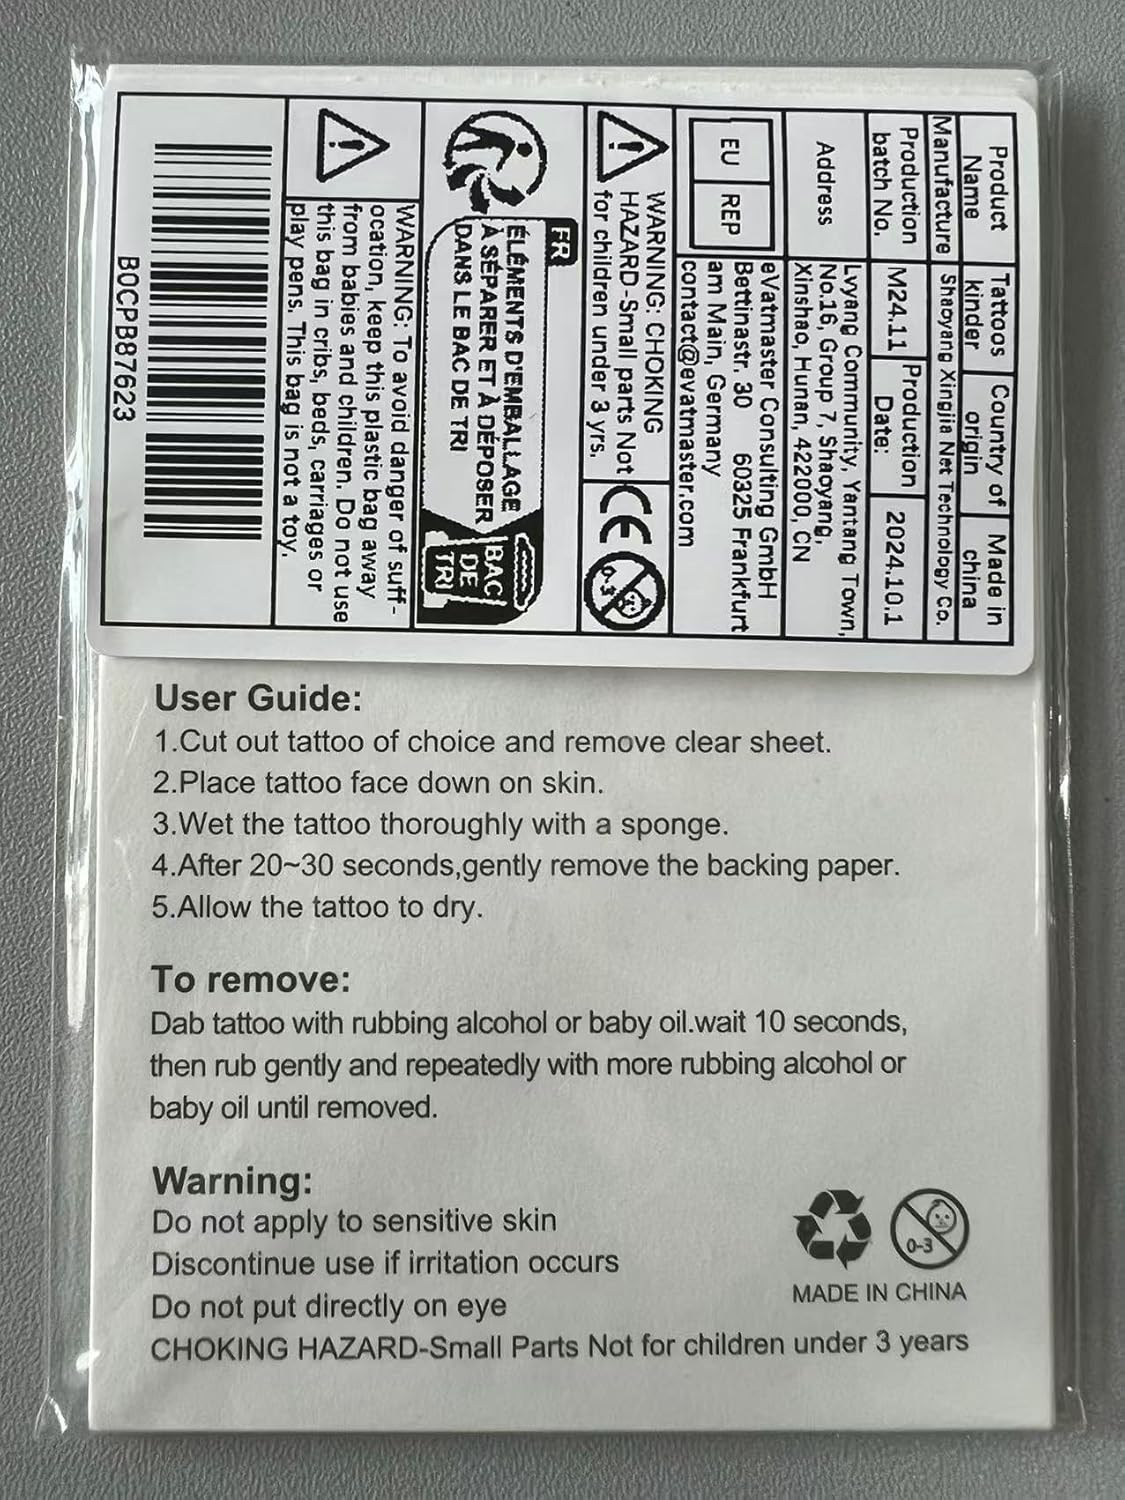 Product Name
Tattoos kinder
Country of origin
Made in china
Manufacture
Shaoyang Xingjia Net Technology Co.
Production batch No.
M24.11
Production Date:
2024.10.1
Address
Lvyang Community, Yantang Town,
No.16, Group 7, Shaoyang,
Xinshao, Hunan, 422000, CN
EU REP
eVatmaster Consulting GmbH
Bettinastr. 30 60325 Frankfurt
am Main, Germany
contact@evatmaster.com
WARNING: CHOKING
HAZARD-Small parts Not
for children under 3 yrs.
CE
0-3
FR
ÉLÉMENTS D'EMBALLAGE
À SÉPARER ET À DÉPOSER
DANS LE BAC DE TRI
BAC
DE
TRI
WARNING: To avoid danger of suff-
ocation, keep this plastic bag away
from babies and children. Do not use
this bag in cribs, beds, carriages or
play pens. This bag is not a toy.
B0CPB87623
User Guide:
1.Cut out tattoo of choice and remove clear sheet.
2.Place tattoo face down on skin.
3.Wet the tattoo thoroughly with a sponge.
4.After 20~30 seconds,gently remove the backing paper.
5.Allow the tattoo to dry.
To remove:
Dab tattoo with rubbing alcohol or baby oil.wait 10 seconds,
then rub gently and repeatedly with more rubbing alcohol or
baby oil until removed.
Warning:
Do not apply to sensitive skin
Discontinue use if irritation occurs
Do not put directly on eye
CHOKING HAZARD-Small Parts Not for children under 3 years
0-3
MADE IN CHINA